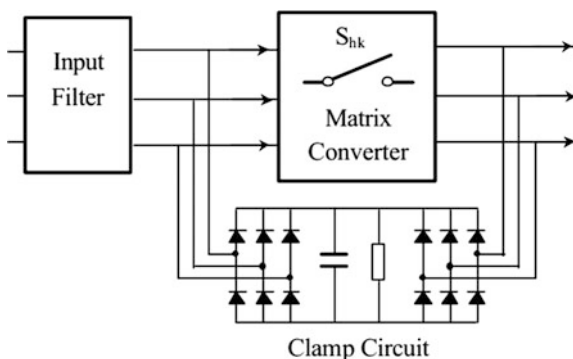 Input
Filter
S_hk
Matrix
Converter
Clamp Circuit